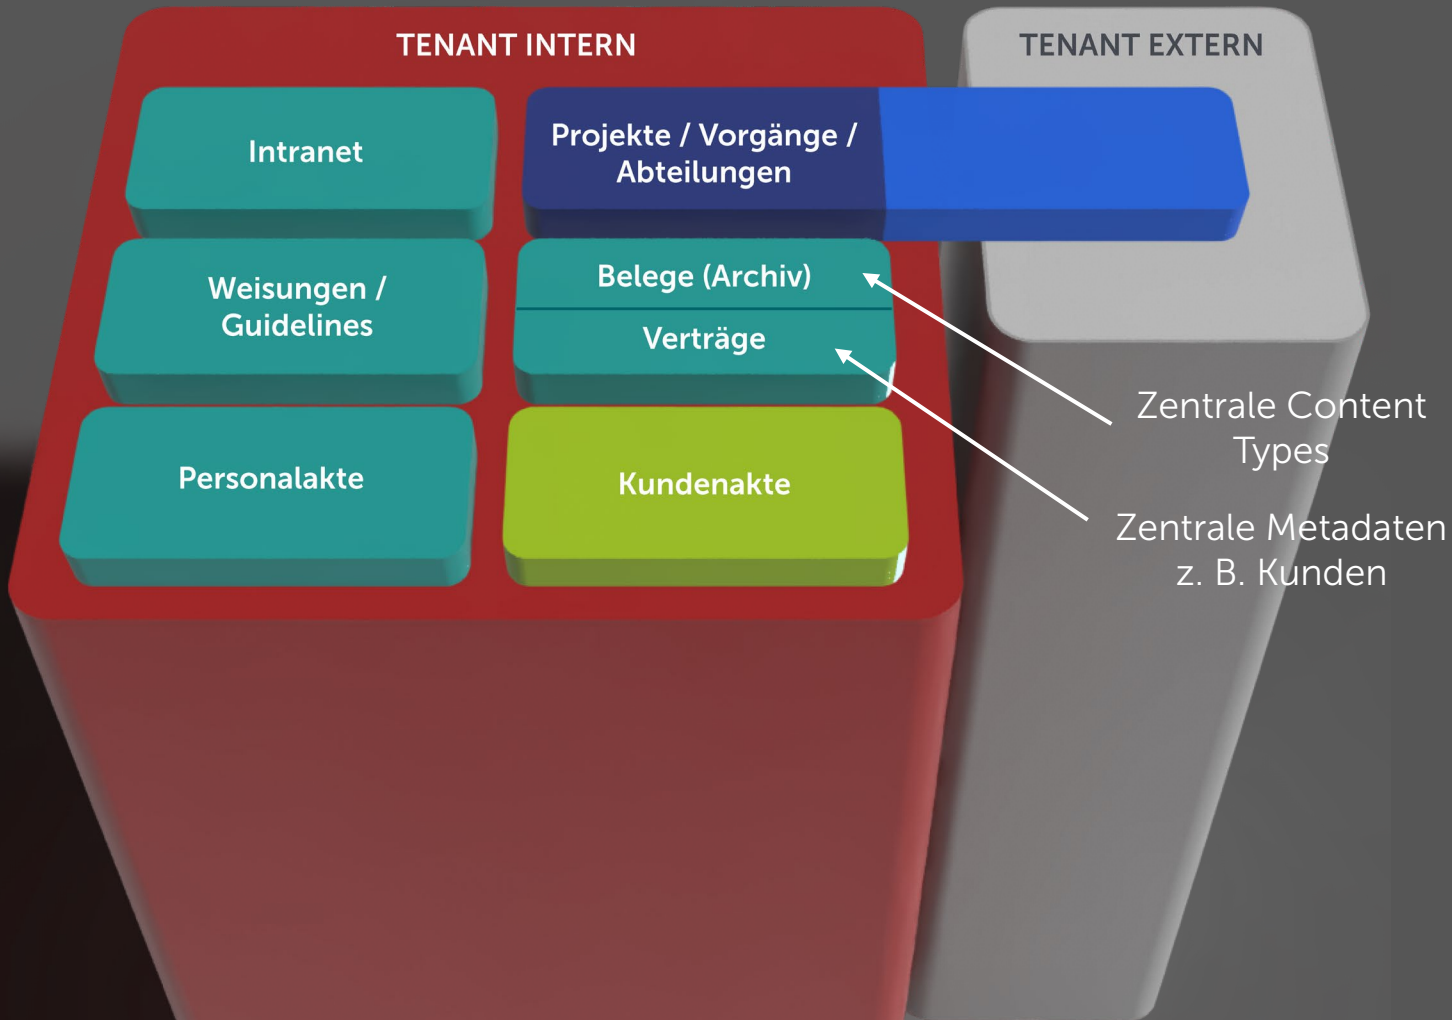 TENANT INTERN
TENANT EXTERN
Intranet
Projekte / Vorgänge /
Abteilungen
Weisungen /
Guidelines
Belege (Archiv)
Verträge
Personalakte
Kundenakte
Zentrale Content
Types
Zentrale Metadaten
z. B. Kunden